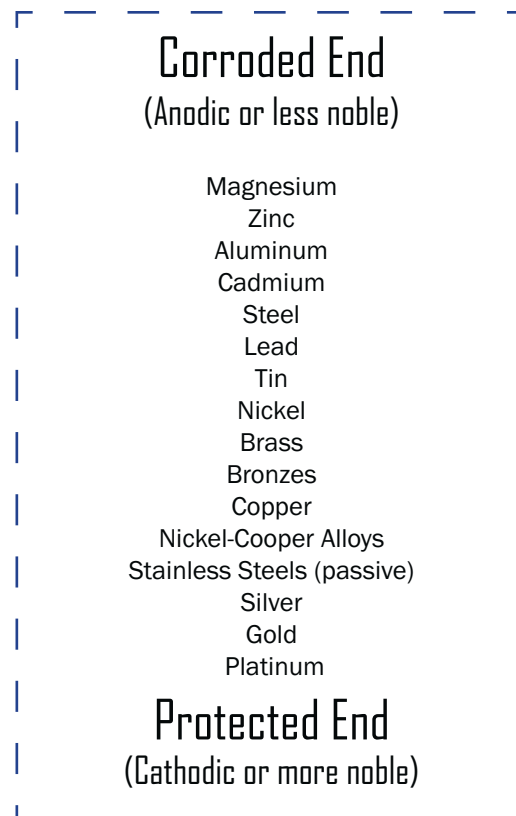 Corroded End
(Anodic or less noble)
Magnesium
Zinc
Aluminum
Cadmium
Steel
Lead
Tin
Nickel
Brass
Bronzes
Copper
Nickel-Cooper Alloys
Stainless Steels (passive)
Silver
Gold
Platinum
Protected End
(Cathodic or more noble)